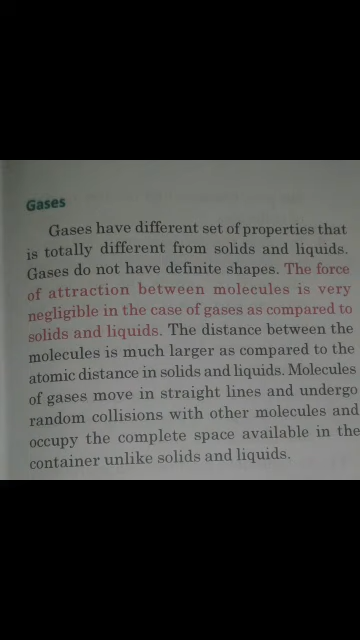 Gases
Gases have different set of properties that
is totally different from solids and liquids.
Gases do not have definite shapes. The force
of attraction between molecules is very
negligible in the case of gases as compared to
solids and liquids. The distance between the
molecules is much larger as compared to the
atomic distance in solids and liquids. Molecules
of gases move in straight lines and undergo
random collisions with other molecules and
occupy the complete space available in the
container unlike solids and liquids.